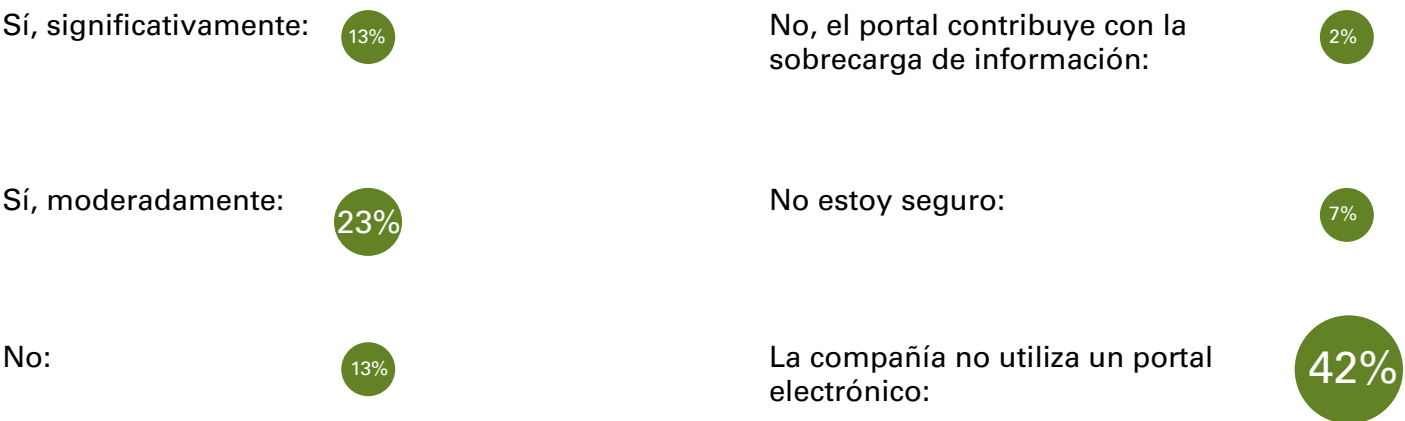 Sí, significativamente: 13%
Sí, moderadamente: 23%
No: 13%
No, el portal contribuye con la
sobrecarga de información: 2%
No estoy seguro: 7%
La compañía no utiliza un portal
electrónico: 42%